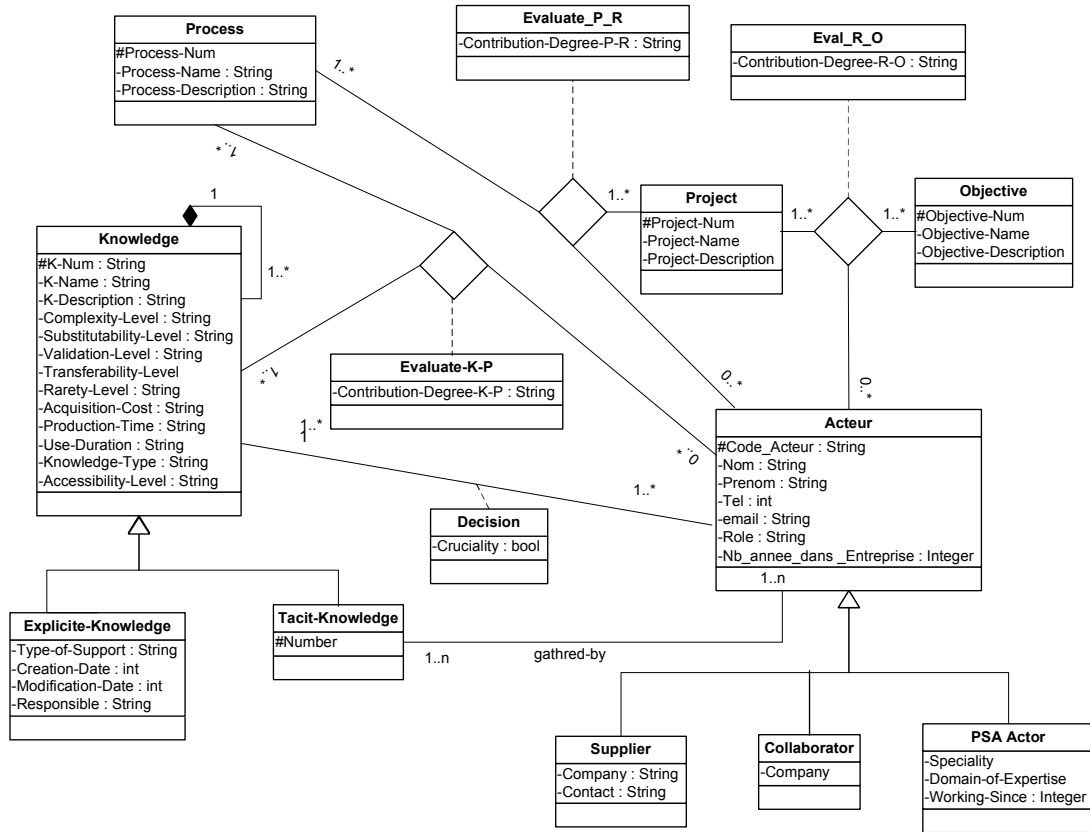 Process
#Process-Num
-Process-Name : String
-Process-Description : String
Evaluate_P_R
-Contribution-Degree-P-R : String
Eval_R_O
-Contribution-Degree-R-O : String
1..*
1..*
1
1..*
Knowledge
#K-Num : String
-K-Name : String
-K-Description : String
-Complexity-Level : String
-Substitutability-Level : String
-Validation-Level : String
-Transferability-Level
-Rarety-Level : String
-Acquisition-Cost : String
-Production-Time : String
-Use-Duration : String
-Knowledge-Type : String
-Accessibility-Level : String
1..*
Project
#Project-Num
-Project-Name
-Project-Description
1..*
1..*
Objective
#Objective-Num
-Objective-Name
-Objective-Description
Evaluate-K-P
-Contribution-Degree-K-P : String
1..*
1..*
1
0..*
0..*
0..*
1..*
Acteur
#Code_Acteur : String
-Nom : String
-Prenom : String
-Tel : int
-email : String
-Role : String
-Nb_annee_dans _Entreprise : Integer
Decision
-Cruciality : bool
1..n
Explicite-Knowledge
-Type-of-Support : String
-Creation-Date : int
-Modification-Date : int
-Responsible : String
Tacit-Knowledge
#Number
1..n
gathred-by
Supplier
-Company : String
-Contact : String
Collaborator
-Company
PSA Actor
-Speciality
-Domain-of-Expertise
-Working-Since : Integer